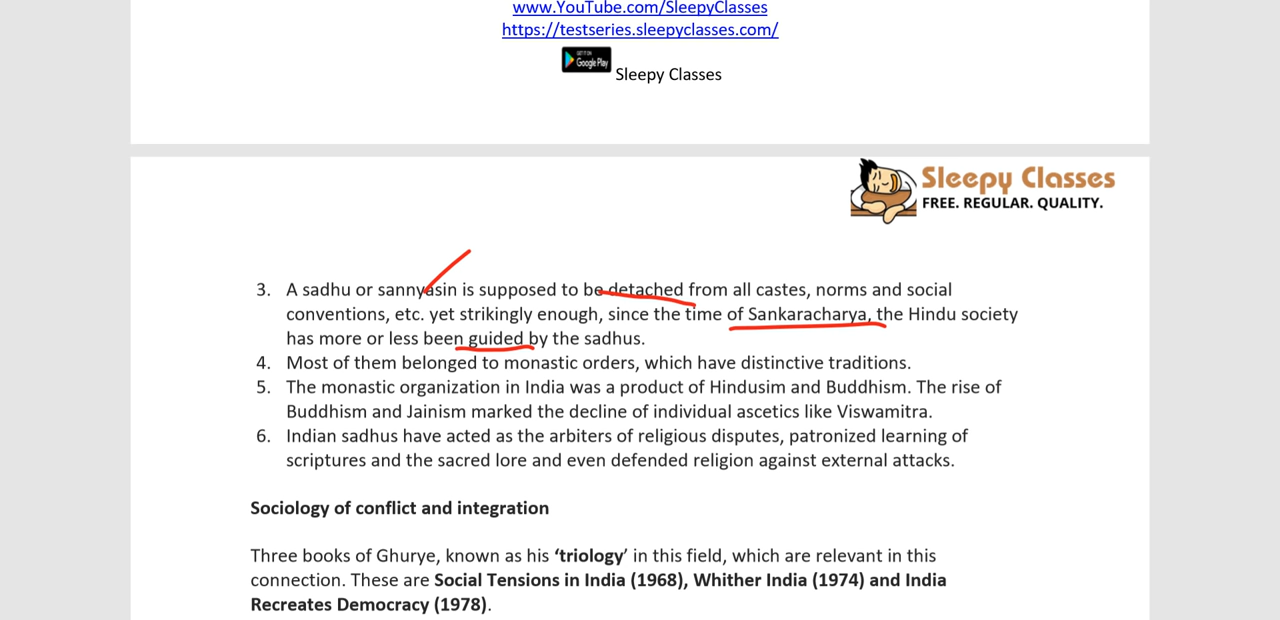 www.YouTube.com/SleepyClasses
https://testseries.sleepyclasses.com/
GET IT ON
Google Play
Sleepy Classes
Sleepy Classes
FREE. REGULAR. QUALITY.
3. A sadhu or sannyasin is supposed to be detached from all castes, norms and social
conventions, etc. yet strikingly enough, since the time of Sankaracharya, the Hindu society
has more or less been guided by the sadhus.
4. Most of them belonged to monastic orders, which have distinctive traditions.
5. The monastic organization in India was a product of Hindusim and Buddhism. The rise of
Buddhism and Jainism marked the decline of individual ascetics like Viswamitra.
6. Indian sadhus have acted as the arbiters of religious disputes, patronized learning of
scriptures and the sacred lore and even defended religion against external attacks.
Sociology of conflict and integration
Three books of Ghurye, known as his ‘triology’ in this field, which are relevant in this
connection. These are Social Tensions in India (1968), Whither India (1974) and India
Recreates Democracy (1978).